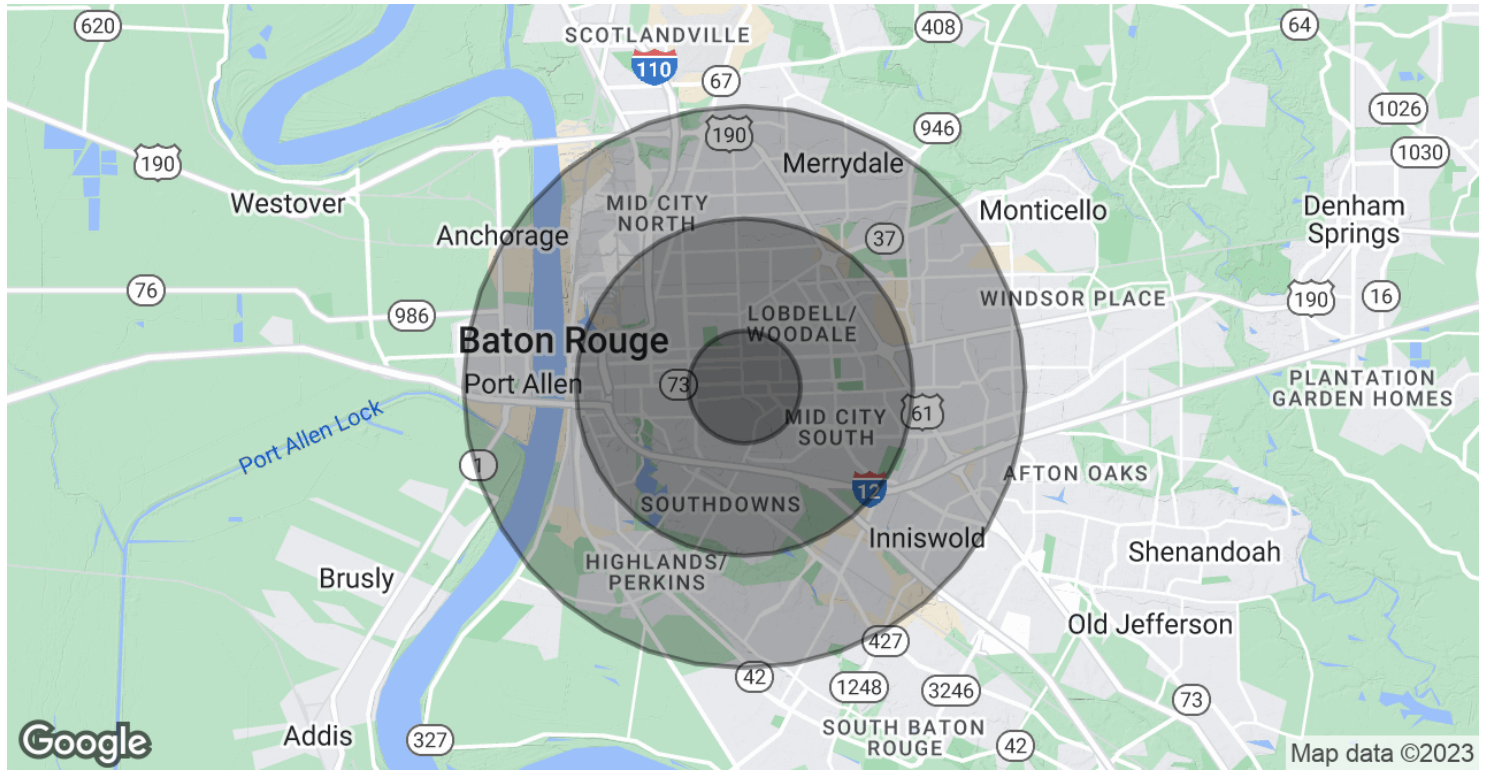 620
SCOTLANDVILLE
408
64
110
67
1026
190
946
1030
190
Merrydale
Westover
MID CITY
NORTH
Monticello
Denham
Springs
Anchorage
37
76
986
LOBDELL/
WOODALE
WINDSOR PLACE
190
16
Baton Rouge
Port Allen
73
PLANTATION
GARDEN HOMES
Port Allen Lock
MID CITY
SOUTH
61
1
AFTON OAKS
12
SOUTHDOWNS
Inniswold
Shenandoah
HIGHLANDS/
PERKINS
Brusly
Old Jefferson
427
42
1248
3246
73
Addis
327
SOUTH BATON
ROUGE
42
Google
Map data ©2023